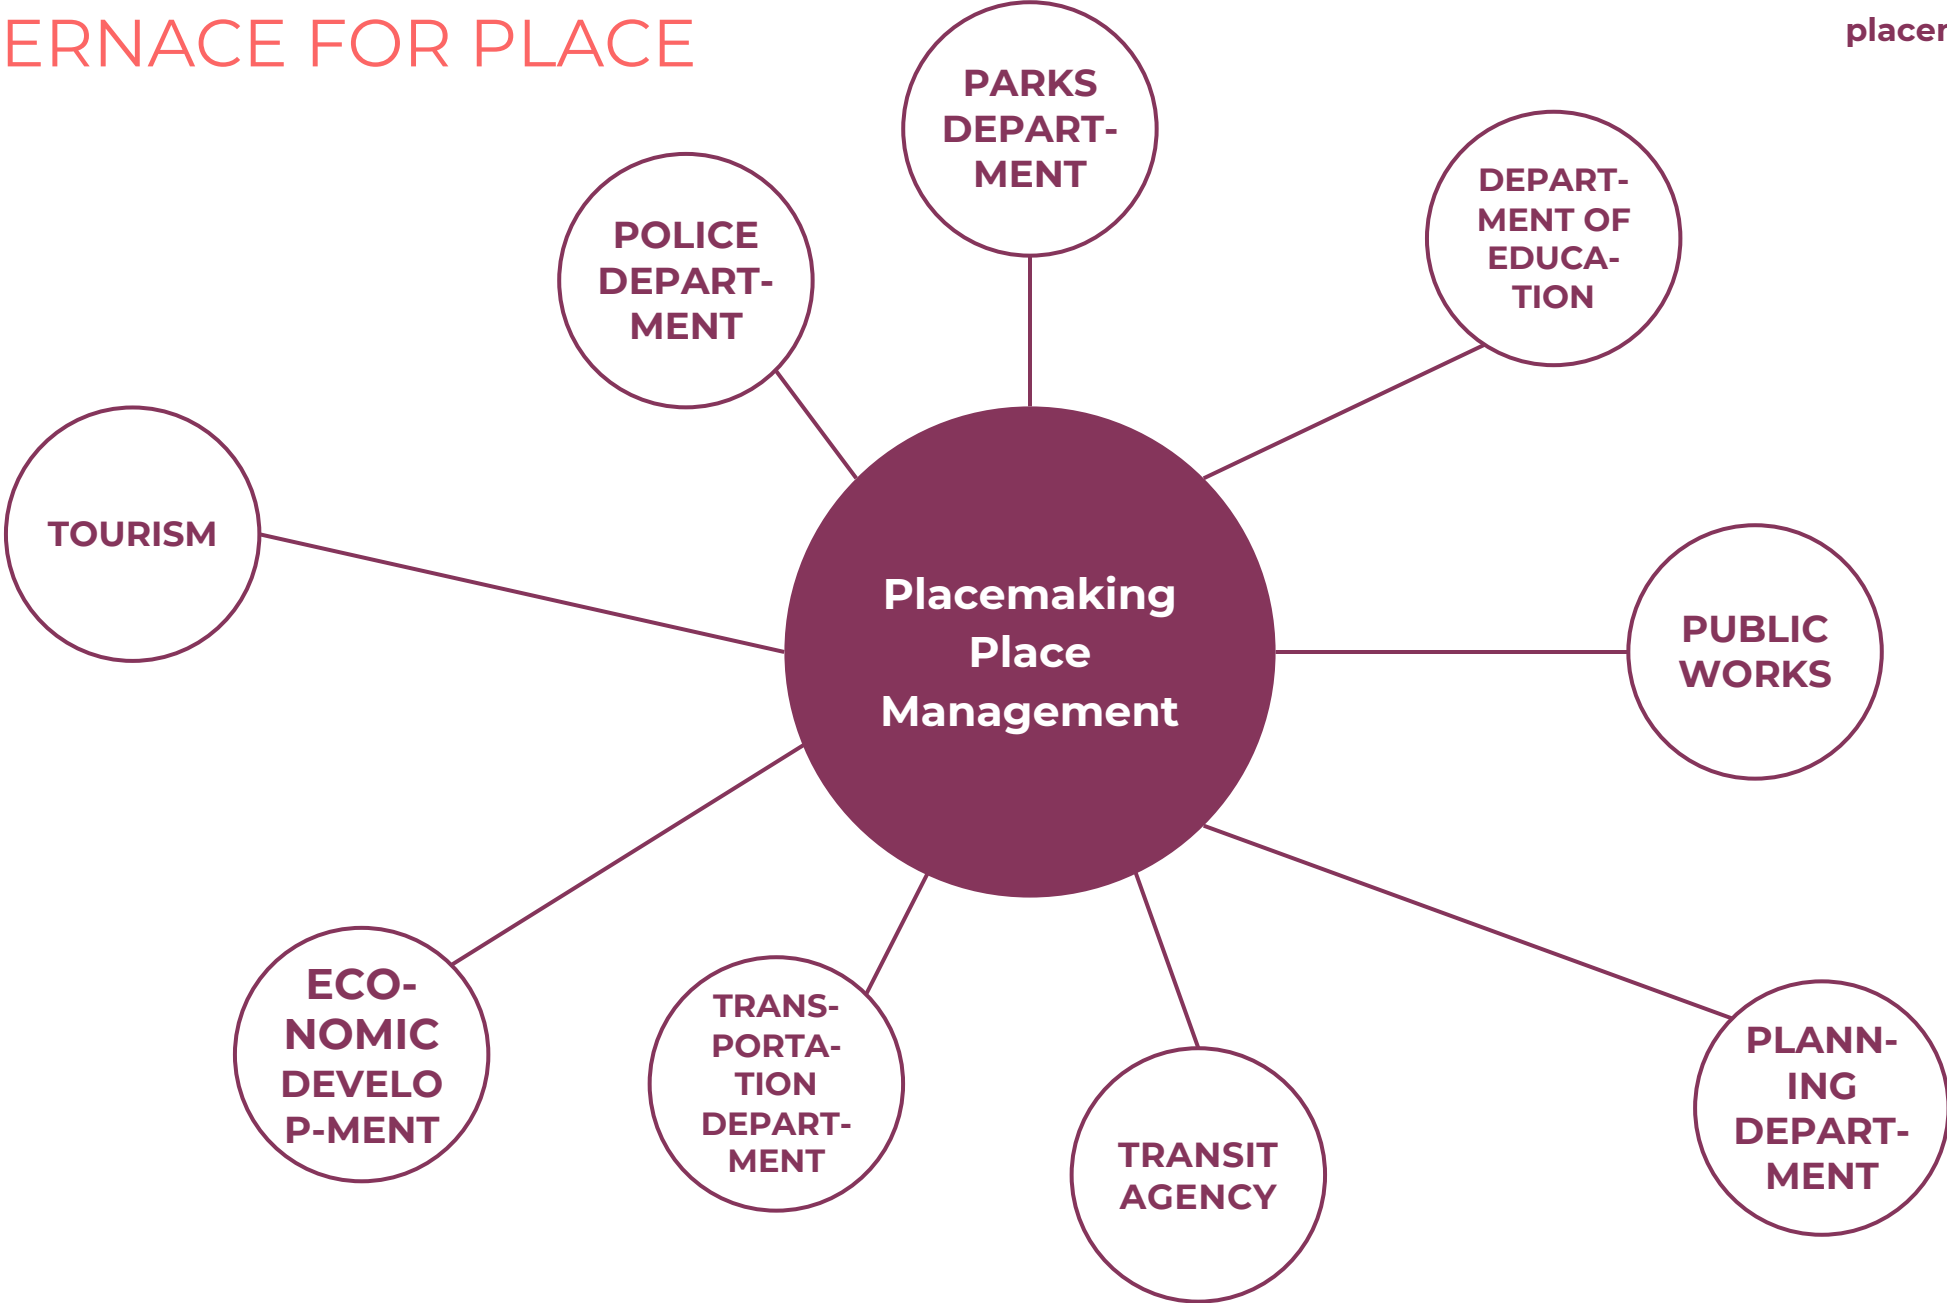 ERNACE FOR PLACE
placer
PARKS
DEPART-
MENT
DEPART-
MENT OF
EDUCA-
TION
POLICE
DEPART-
MENT
TOURISM
Placemaking
Place
Management
PUBLIC
WORKS
ECO-
NOMIC
DEVELO
P-MENT
TRANS-
PORTA-
TION
DEPART-
MENT
TRANSIT
AGENCY
PLANN-
ING
DEPART-
MENT